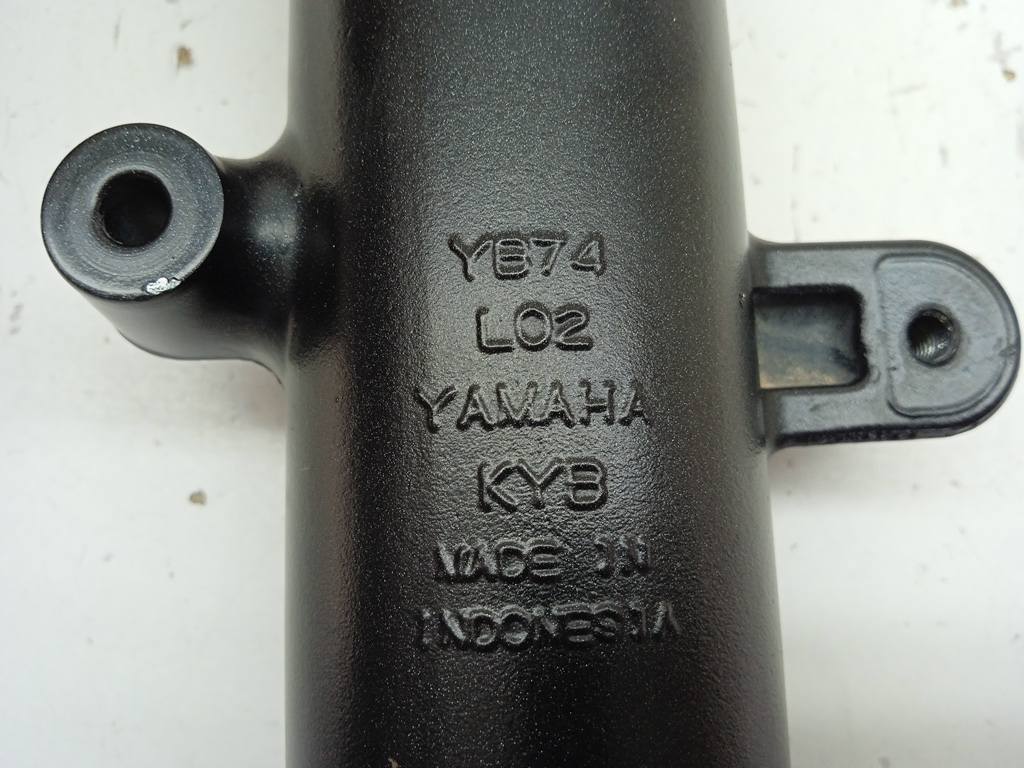 YB74
L02
YAMAHA
KYB
MADE IN
INDONESIA